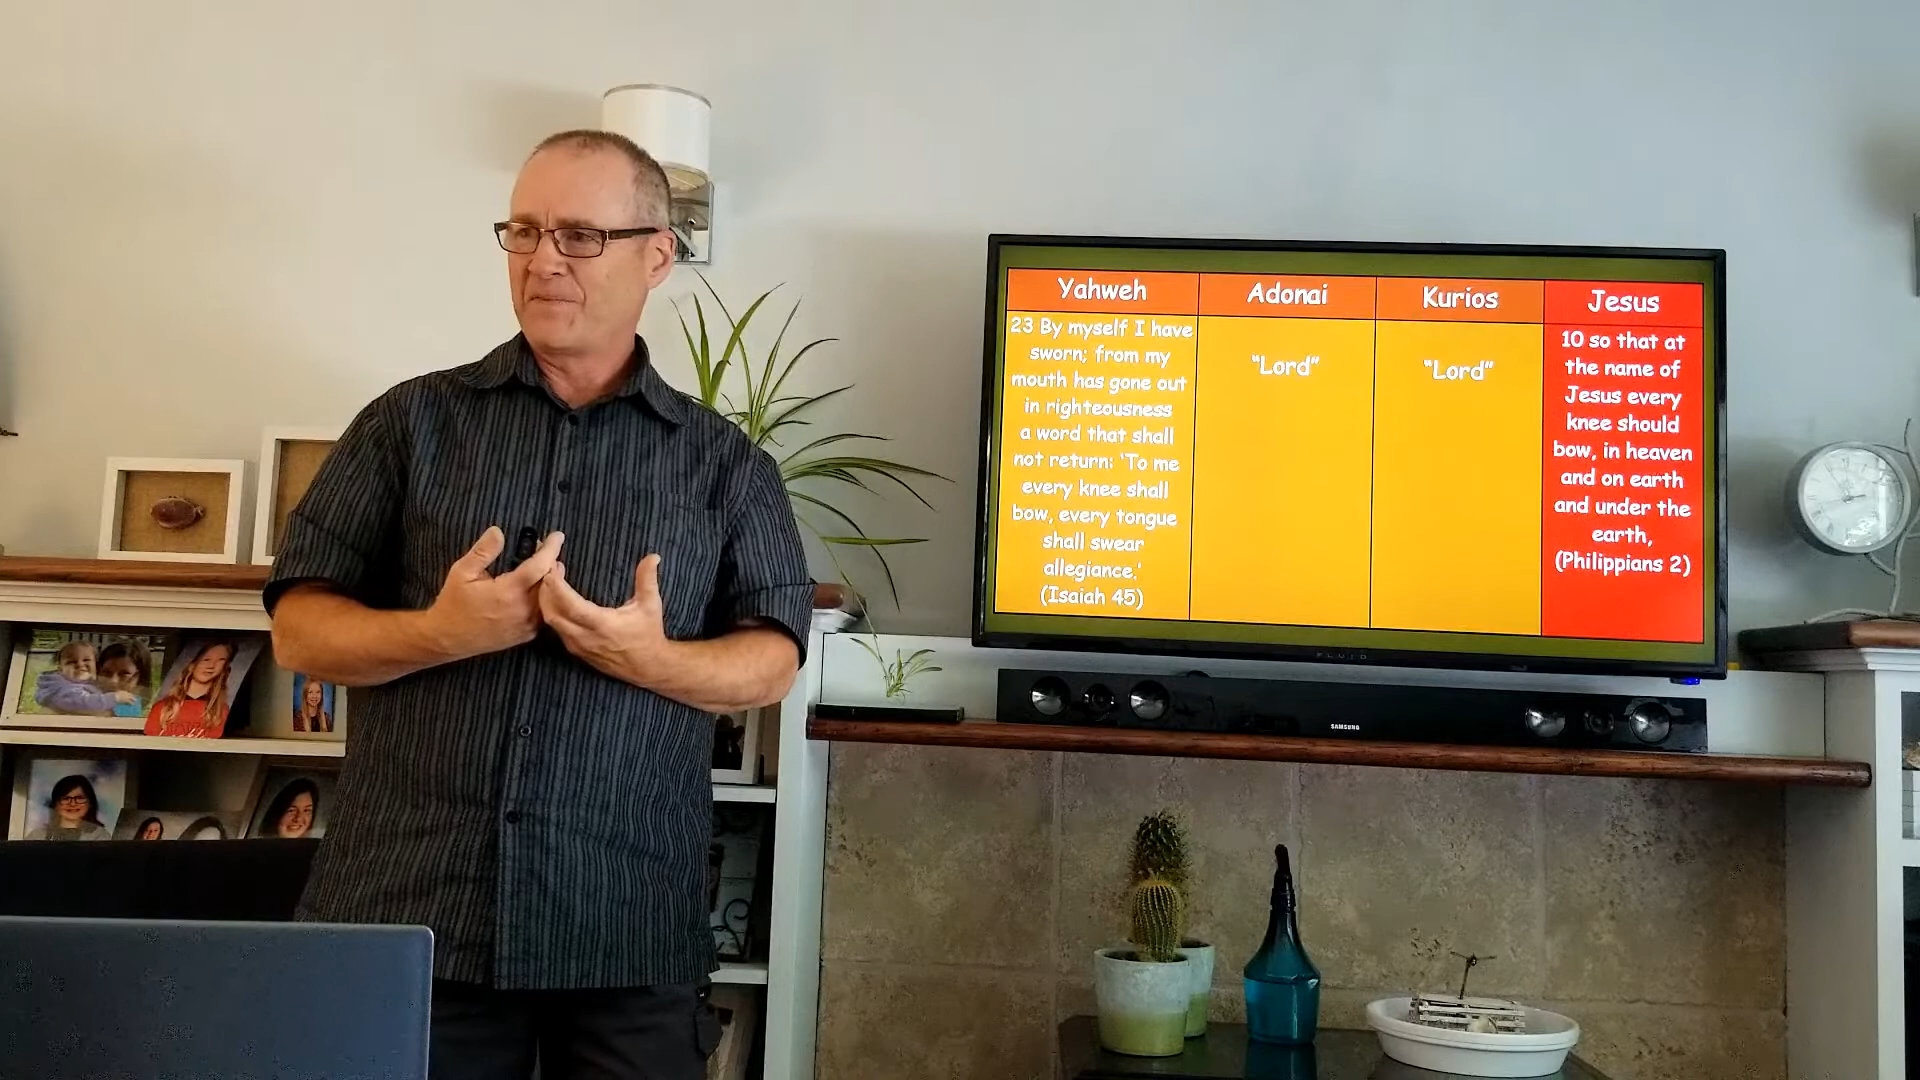 Yahweh
23 By myself I have
sworn; from my
mouth has gone out
in righteousness
a word that shall
not return: 'To me
every knee shall
bow, every tongue
shall swear
allegiance.'
(Isaiah 45)
Adonai
"Lord"
Kurios
"Lord"
Jesus
10 so that at
the name of
Jesus every
knee should
bow, in heaven
and on earth
and under the
earth,
(Philippians 2)
FLUID
SAMSUNG